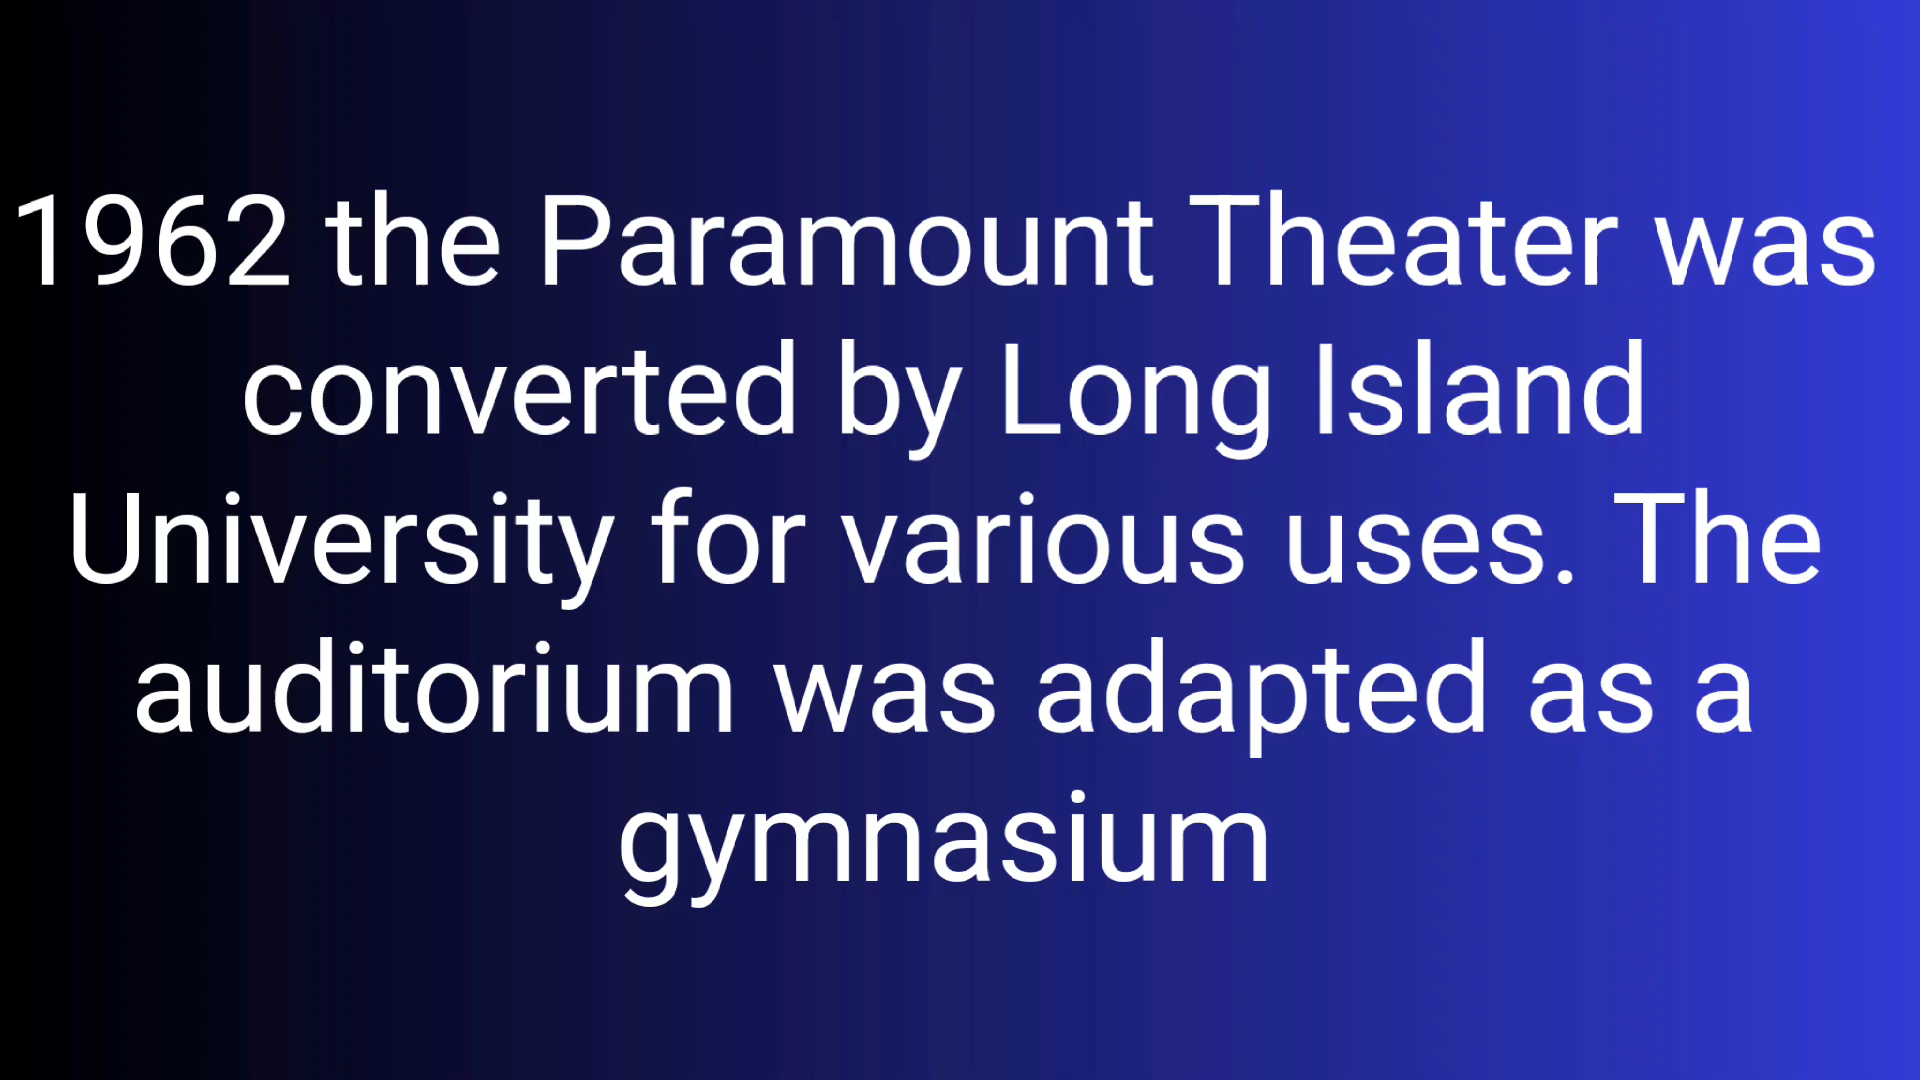 1962 the Paramount Theater was
converted by Long Island
University for various uses. The
auditorium was adapted as a
gymnasium